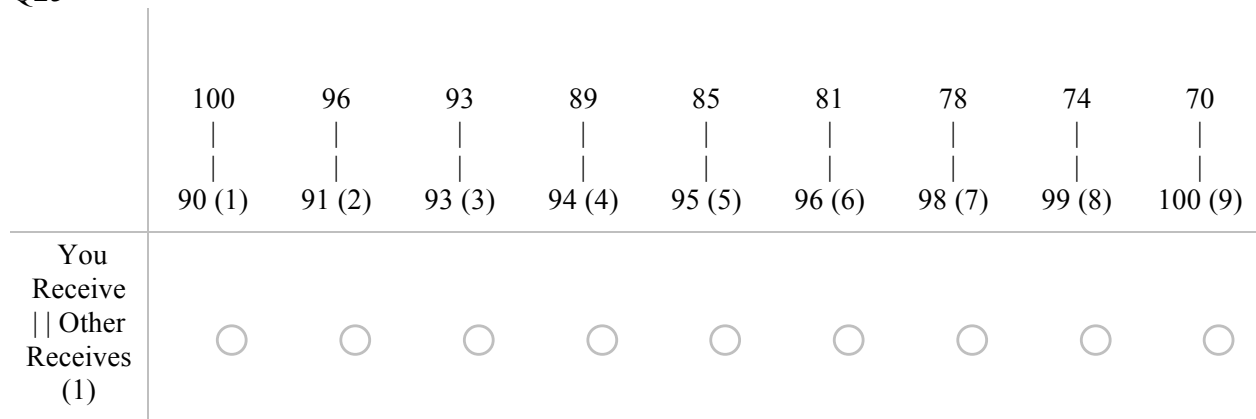 100 96 93 89 85 81 78 74 70
| | | | | | | | |
| | | | | | | | |
90 (1) 91 (2) 93 (3) 94 (4) 95 (5) 96 (6) 98 (7) 99 (8) 100 (9)
You
Receive
| | Other
Receives
(1)